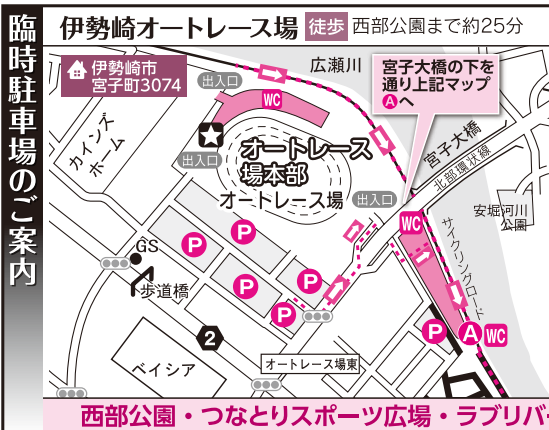 臨時駐車場のご案内
伊勢崎オートレース場 徒歩 西部公園まで約25分
伊勢崎市
宮子町3074
出入口
広瀬川
宮子大橋の下を
通り上記マップ
Aへ
WC
カインズ
ホーム
出入口
オートレース
場本部
オートレース場
出入口
宮子大橋
北部環状線
安堀河川
公園
WC
サイクリングロード
P
P
GS
歩道橋
P
P
P
P
A
WC
2
ベイシア
オートレース場東
西部公園・つなとりスポーツ広場・ラブリバー